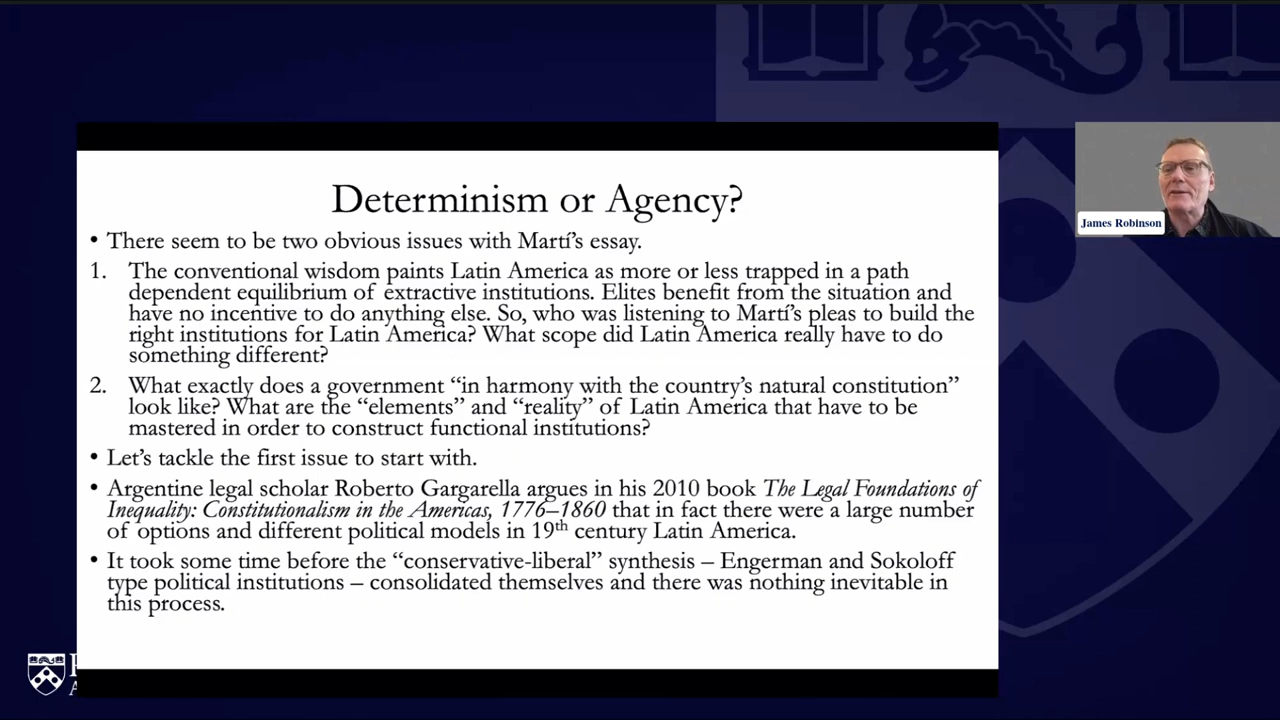 Determinism or Agency?
• There seem to be two obvious issues with Martí’s essay.
1. The conventional wisdom paints Latin America as more or less trapped in a path
dependent equilibrium of extractive institutions. Elites benefit from the situation and
have no incentive to do anything else. So, who was listening to Martí’s pleas to build the
right institutions for Latin America? What scope did Latin America really have to do
something different?
2. What exactly does a government “in harmony with the country’s natural constitution”
look like? What are the “elements” and “reality” of Latin America that have to be
mastered in order to construct functional institutions?
• Let’s tackle the first issue to start with.
• Argentine legal scholar Roberto Gargarella argues in his 2010 book The Legal Foundations of
Inequality: Constitutionalism in the Americas, 1776–1860 that in fact there were a large number
of options and different political models in 19th century Latin America.
• It took some time before the “conservative-liberal” synthesis – Engerman and Sokoloff
type political institutions – consolidated themselves and there was nothing inevitable in
this process.
James Robinson